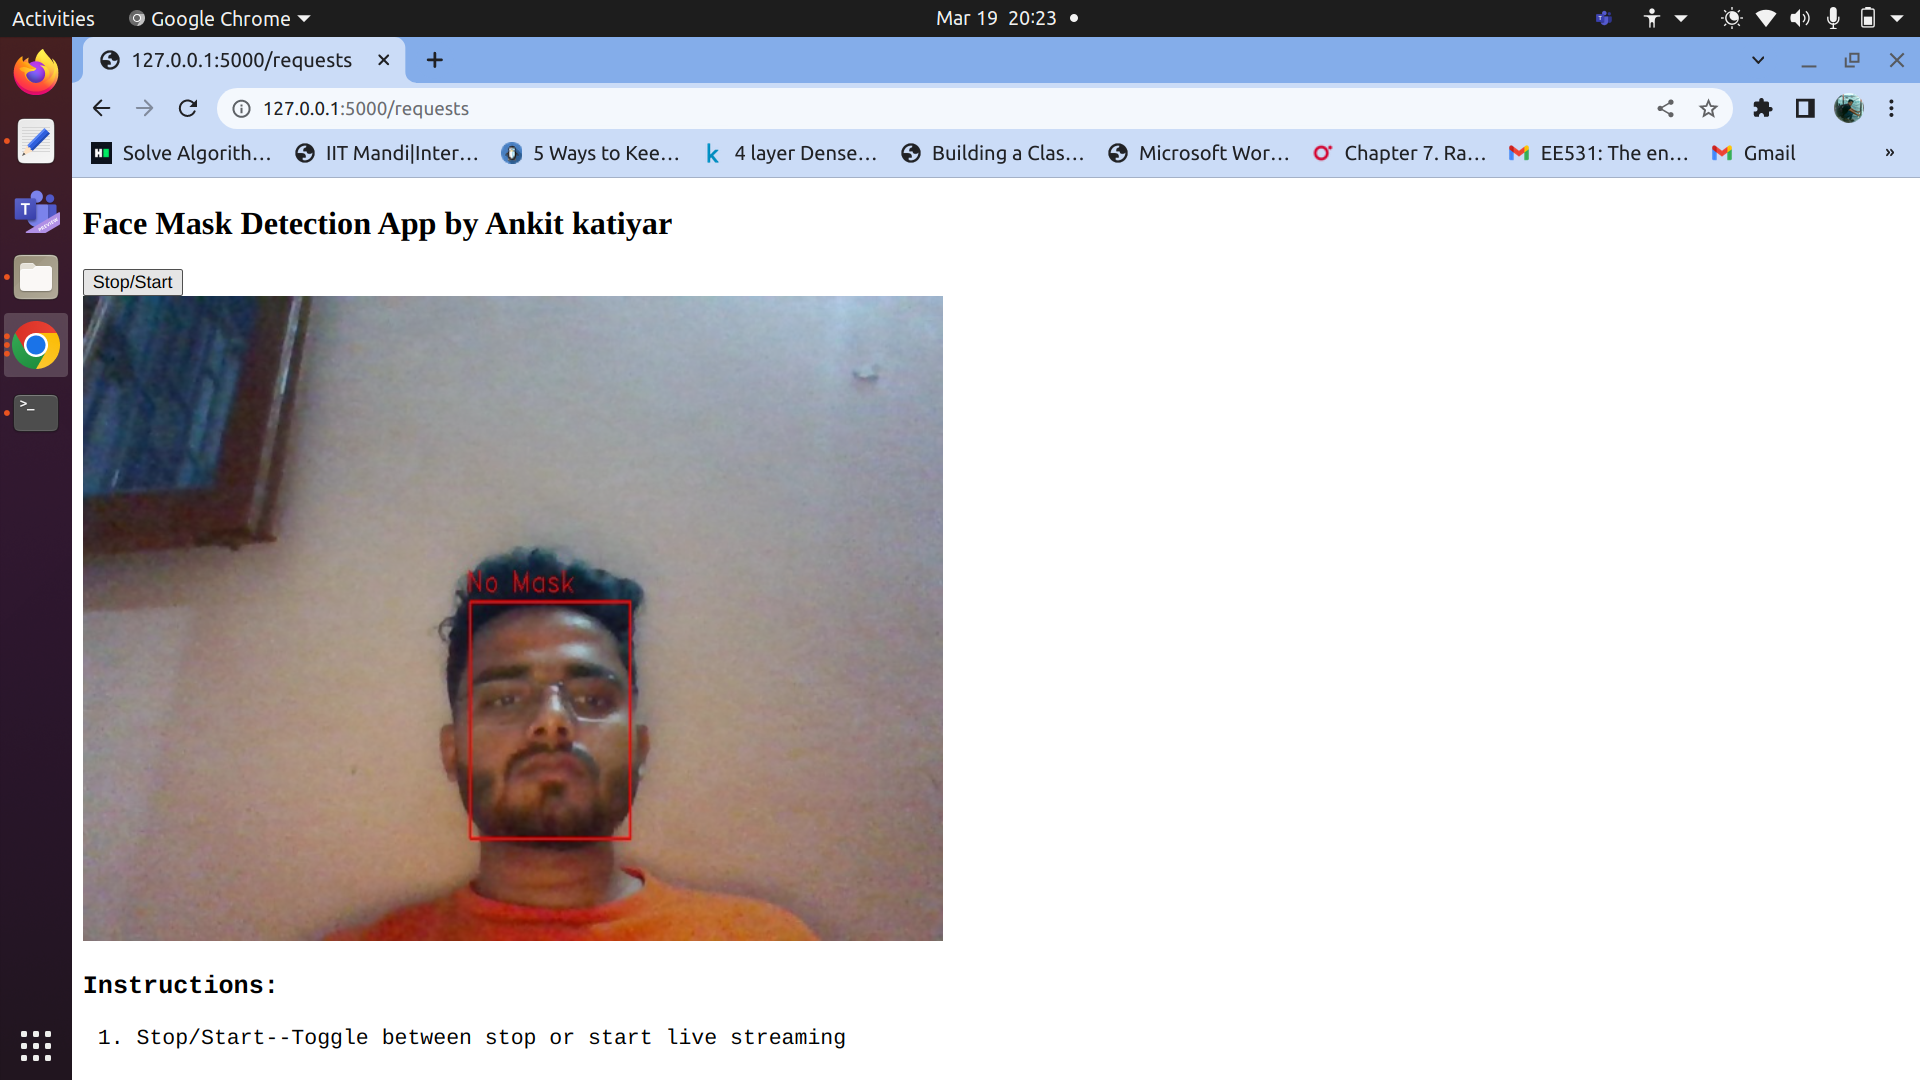 Activities
Google Chrome
Mar 19 20:23
127.0.0.1:5000/requests
127.0.0.1:5000/requests
Solve Algorith...
IIT Mandi|Inter...
5 Ways to Kee...
k
4 layer Dense...
Building a Clas...
Microsoft Wor...
Chapter 7. Ra...
EE531: The en...
Gmail
»
Face Mask Detection App by Ankit katiyar
Stop/Start
No Mask
Instructions:
1. Stop/Start--Toggle between stop or start live streaming